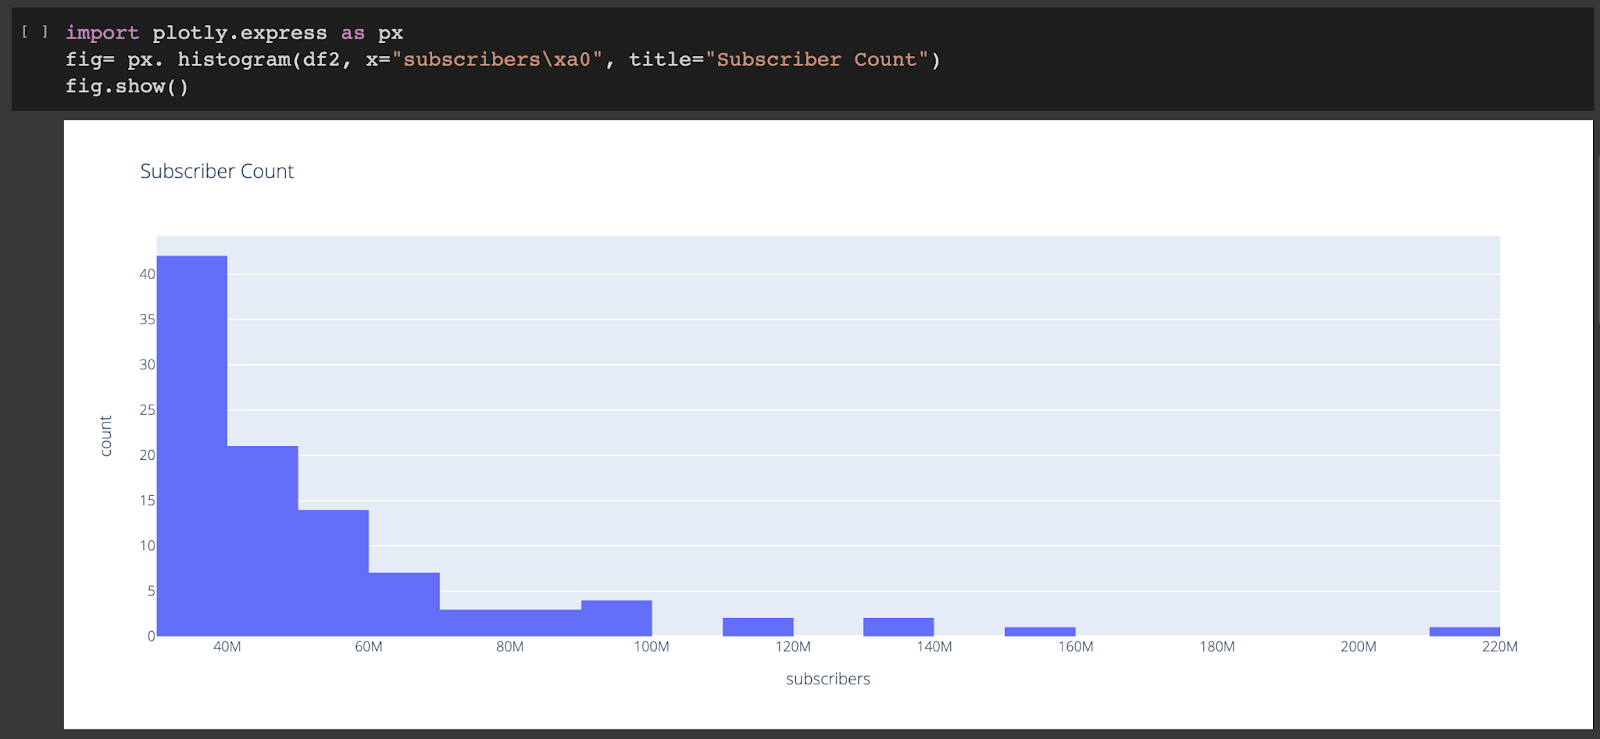 [ ] import plotly.express as px
fig= px. histogram(df2, x="subscribers\xa0", title="Subscriber Count")
fig.show()
Subscriber Count
40
35
30
25
20
15
10
5
0
count
40M 60M 80M 100M 120M 140M 160M 180M 200M 220M
subscribers